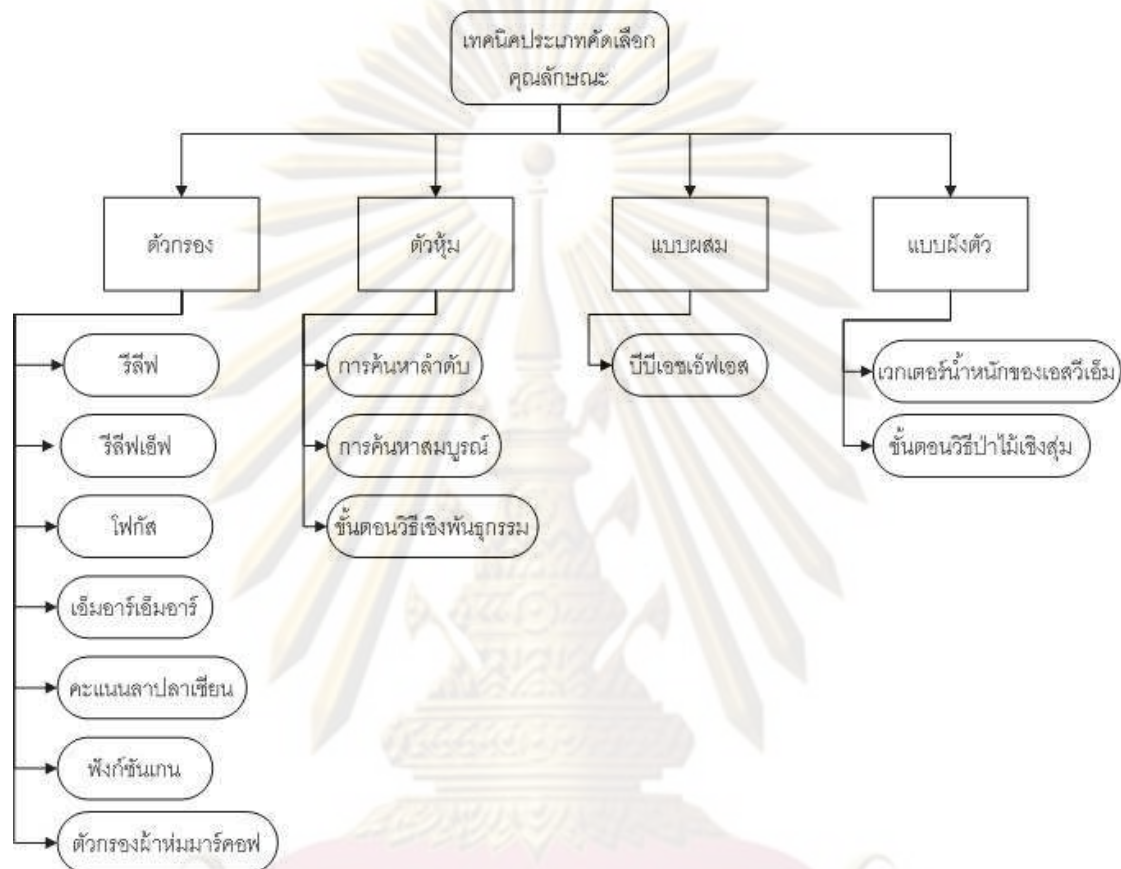 เทคนิคประเภทคัดเลือก
คุณลักษณะ
ตัวกรอง
ตัวหุ้ม
แบบผสม
แบบฝังตัว
รีลีฟ
รีลีฟเอ็ฟ
โฟกัส
เอ็มอาร์เอ็มอาร์
คะแนนลาปลาเซียน
ฟังก์ชันเกน
ตัวกรองผ้าห่มมาร์คอฟ
การค้นหาลำดับ
การค้นหาสมบูรณ์
ขั้นตอนวิธีเชิงพันธุกรรม
บีบีเอชเอ็ฟเอส
เวกเตอร์น้ำหนักของเอสวีเอ็ม
ขั้นตอนวิธีป่าไม้เชิงสุ่ม